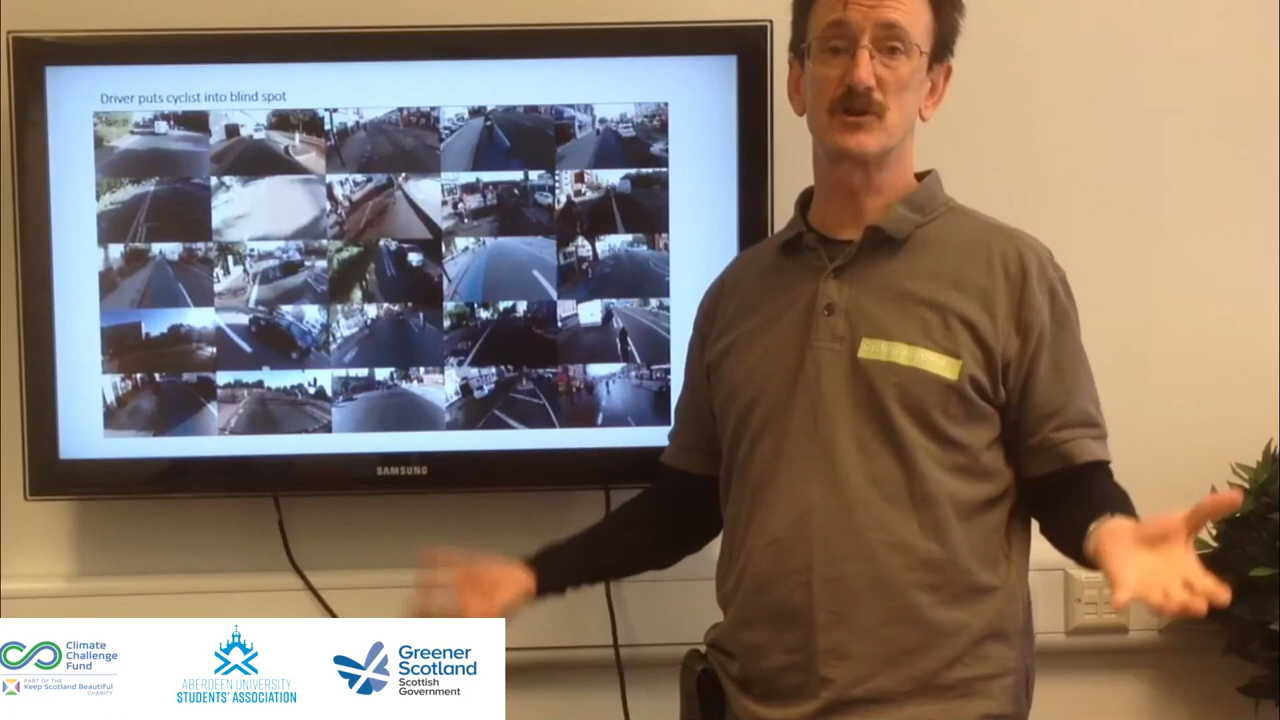 Driver puts cyclist into blind spot
SAMSUNG
Climate
Challenge
Fund
PART OF THE
Keep Scotland Beautiful
CHARITY
ABERDEEN UNIVERSITY
STUDENTS' ASSOCIATION
Greener
Scotland
Scottish
Government